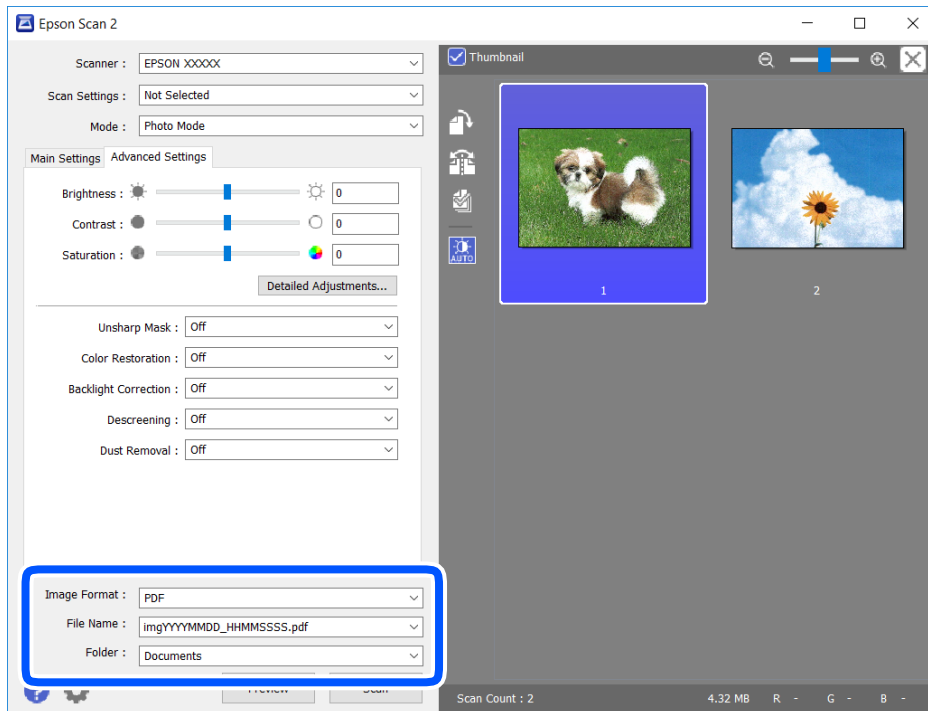 Epson Scan 2
Scanner : EPSON XXXXX
Scan Settings : Not Selected
Mode : Photo Mode
Main Settings Advanced Settings
Brightness : 0
Contrast : 0
Saturation : 0
Detailed Adjustments...
Unsharp Mask : Off
Color Restoration : Off
Backlight Correction : Off
Descreening : Off
Dust Removal : Off
Image Format : PDF
File Name : imgYYYYMMDD_HHMMSSSS.pdf
Folder : Documents
Preview Scan
Thumbnail
AUTO
1 2
Scan Count : 2 4.32 MB R - G - B -